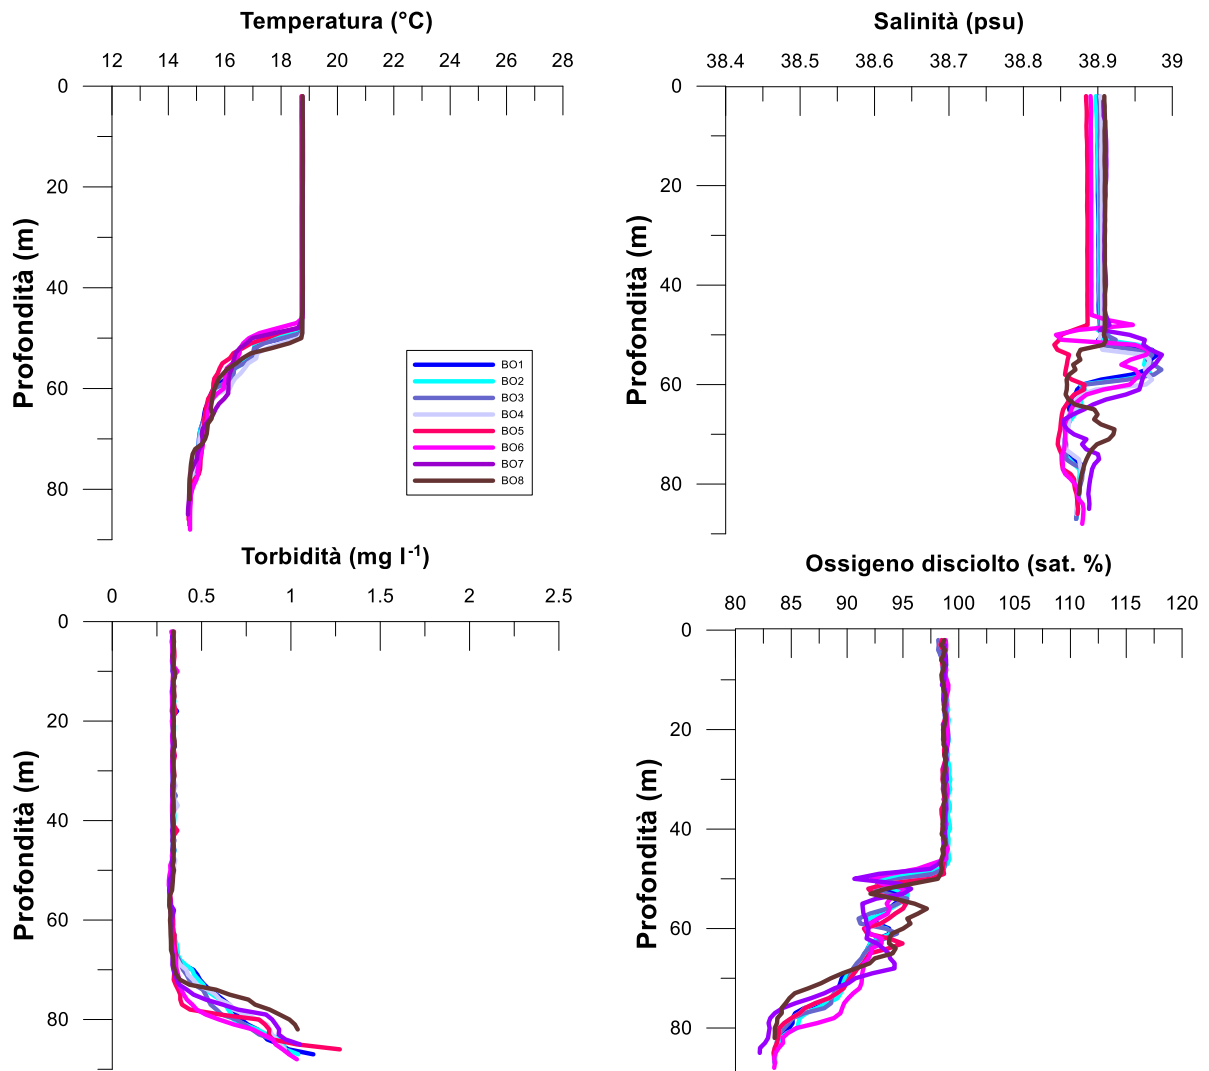 Temperatura (°C)
12 14 16 18 20 22 24 26 28
0
20
40
60
80
Profondità (m)
BO1
BO2
BO3
BO4
BO5
BO6
BO7
BO8
Salinità (psu)
38.4 38.5 38.6 38.7 38.8 38.9 39
0
20
40
60
80
Profondità (m)
Torbidità (mg l-1)
0 0.5 1 1.5 2 2.5
0
20
40
60
80
Profondità (m)
Ossigeno disciolto (sat. %)
80 85 90 95 100 105 110 115 120
0
20
40
60
80
Profondità (m)